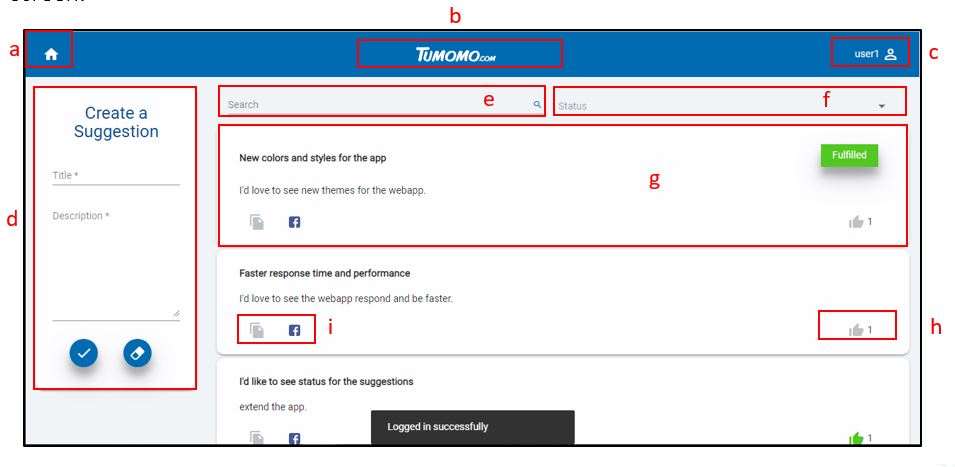 b
a
TUMOMO.COM
user1
c
Search
e
Status
f
Create a
Suggestion
Title *
Description *
d
New colors and styles for the app
Fulfilled
g
I'd love to see new themes for the webapp.
1
Faster response time and performance
I'd love to see the webapp respond and be faster.
i
1
h
I'd like to see status for the suggestions
extend the app.
Logged in successfully
1